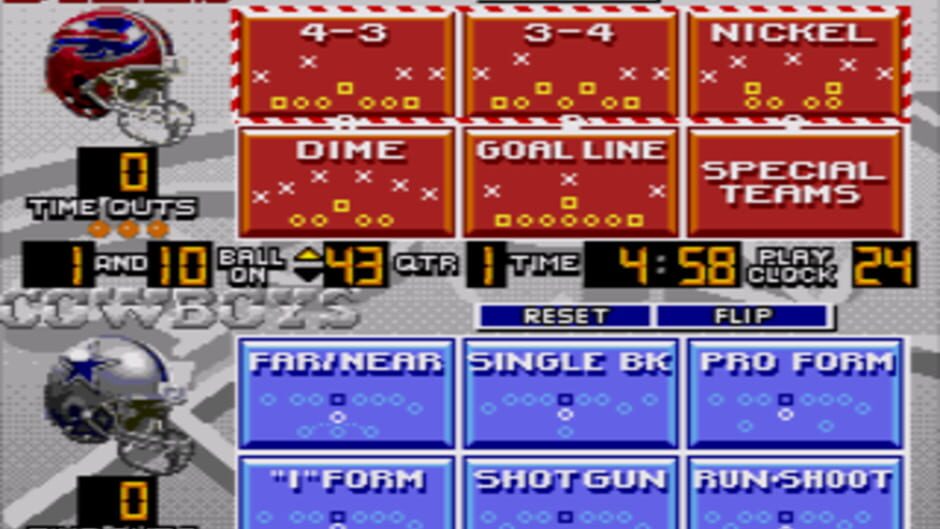 4-3 3-4 NICKEL
DIME GOAL LINE SPECIAL TEAMS
0
TIME OUTS
1 AND 10 BALL ON 43 QTR 1 TIME 4:58 PLAY CLOCK 24
COWBOYS RESET FLIP
FAR/NEAR SINGLE BK PRO FORM
"I" FORM SHOTGUN RUN•SHOOT
0